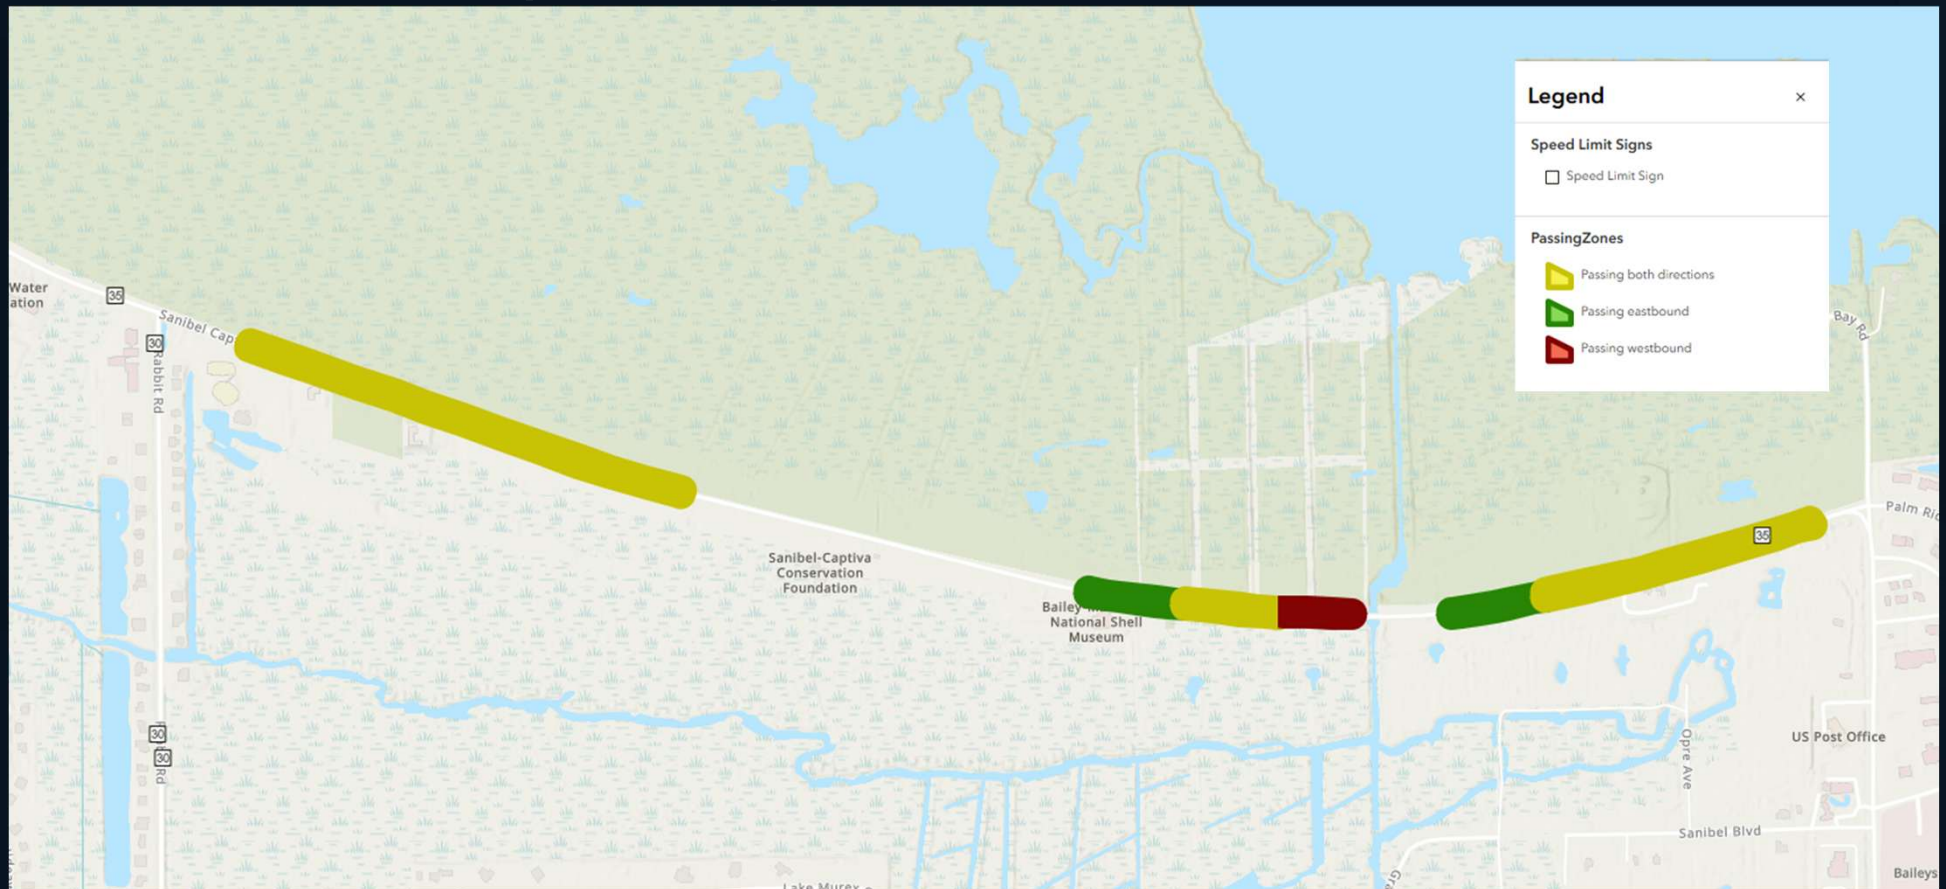 Legend
×
Speed Limit Signs
Speed Limit Sign
PassingZones
Passing both directions
Passing eastbound
Passing westbound
Water
ation
35
Sanibel Cap
30
Rabbit Rd
Bay Rd
Palm Ri
35
Sanibel-Captiva
Conservation
Foundation
Bailey-M
National Shell
Museum
30
30
Rd
US Post Office
Opre Ave
Sanibel Blvd
Baileys
Gra
Lake Murex